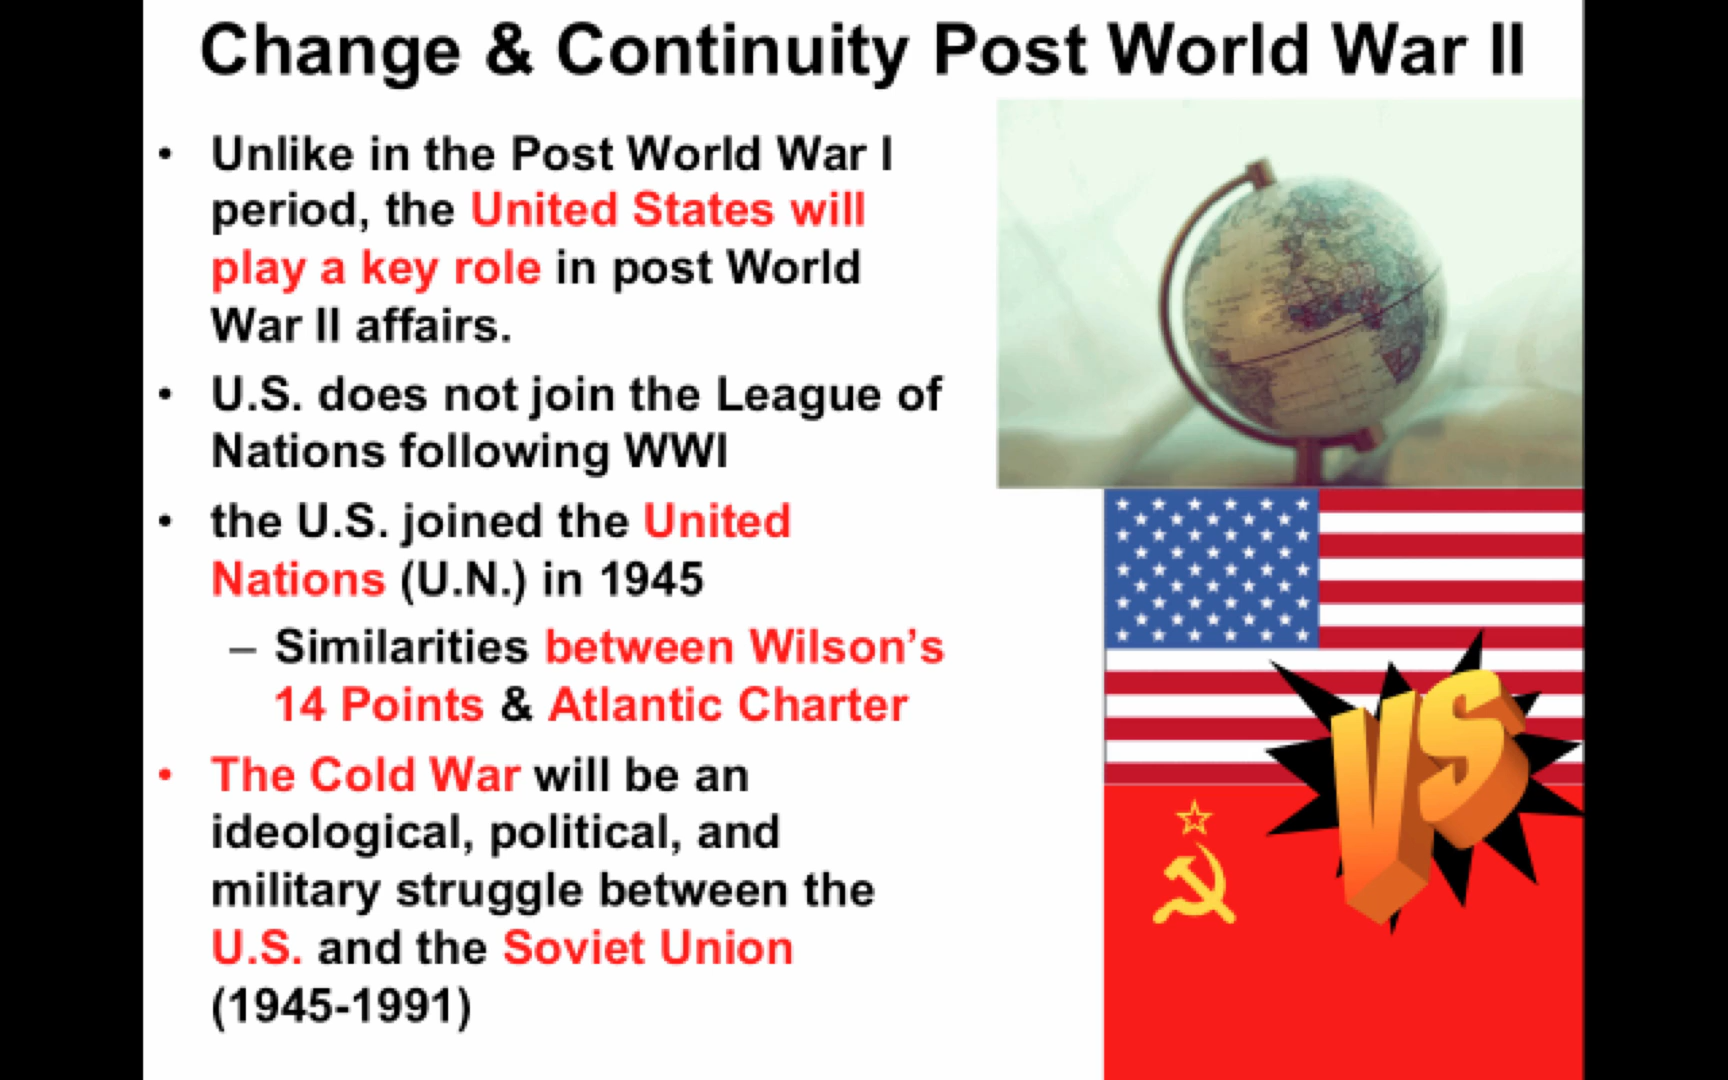 Change & Continuity Post World War II
• Unlike in the Post World War I
period, the United States will
play a key role in post World
War II affairs.
• U.S. does not join the League of
Nations following WWI
• the U.S. joined the United
Nations (U.N.) in 1945
– Similarities between Wilson’s
14 Points & Atlantic Charter
• The Cold War will be an
ideological, political, and
military struggle between the
U.S. and the Soviet Union
(1945-1991)
VS